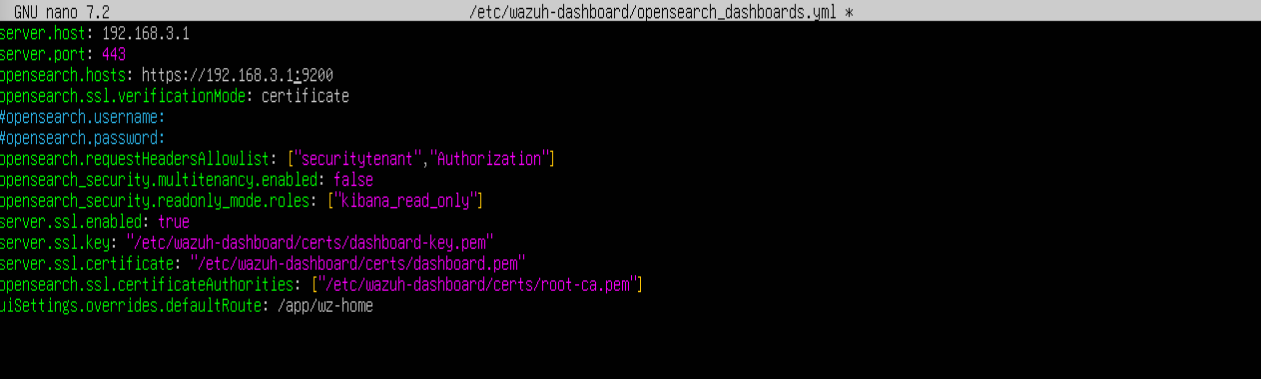 GNU nano 7.2 /etc/wazuh-dashboard/opensearch_dashboards.yml *
server.host: 192.168.3.1
server.port: 443
opensearch.hosts: https://192.168.3.1:9200
opensearch.ssl.verificationMode: certificate
#opensearch.username:
#opensearch.password:
opensearch.requestHeadersAllowlist: ["securitytenant","Authorization"]
opensearch_security.multitenancy.enabled: false
opensearch_security.readonly_mode.roles: ["kibana_read_only"]
server.ssl.enabled: true
server.ssl.key: "/etc/wazuh-dashboard/certs/dashboard-key.pem"
server.ssl.certificate: "/etc/wazuh-dashboard/certs/dashboard.pem"
opensearch.ssl.certificateAuthorities: ["/etc/wazuh-dashboard/certs/root-ca.pem"]
uiSettings.overrides.defaultRoute: /app/wz-home